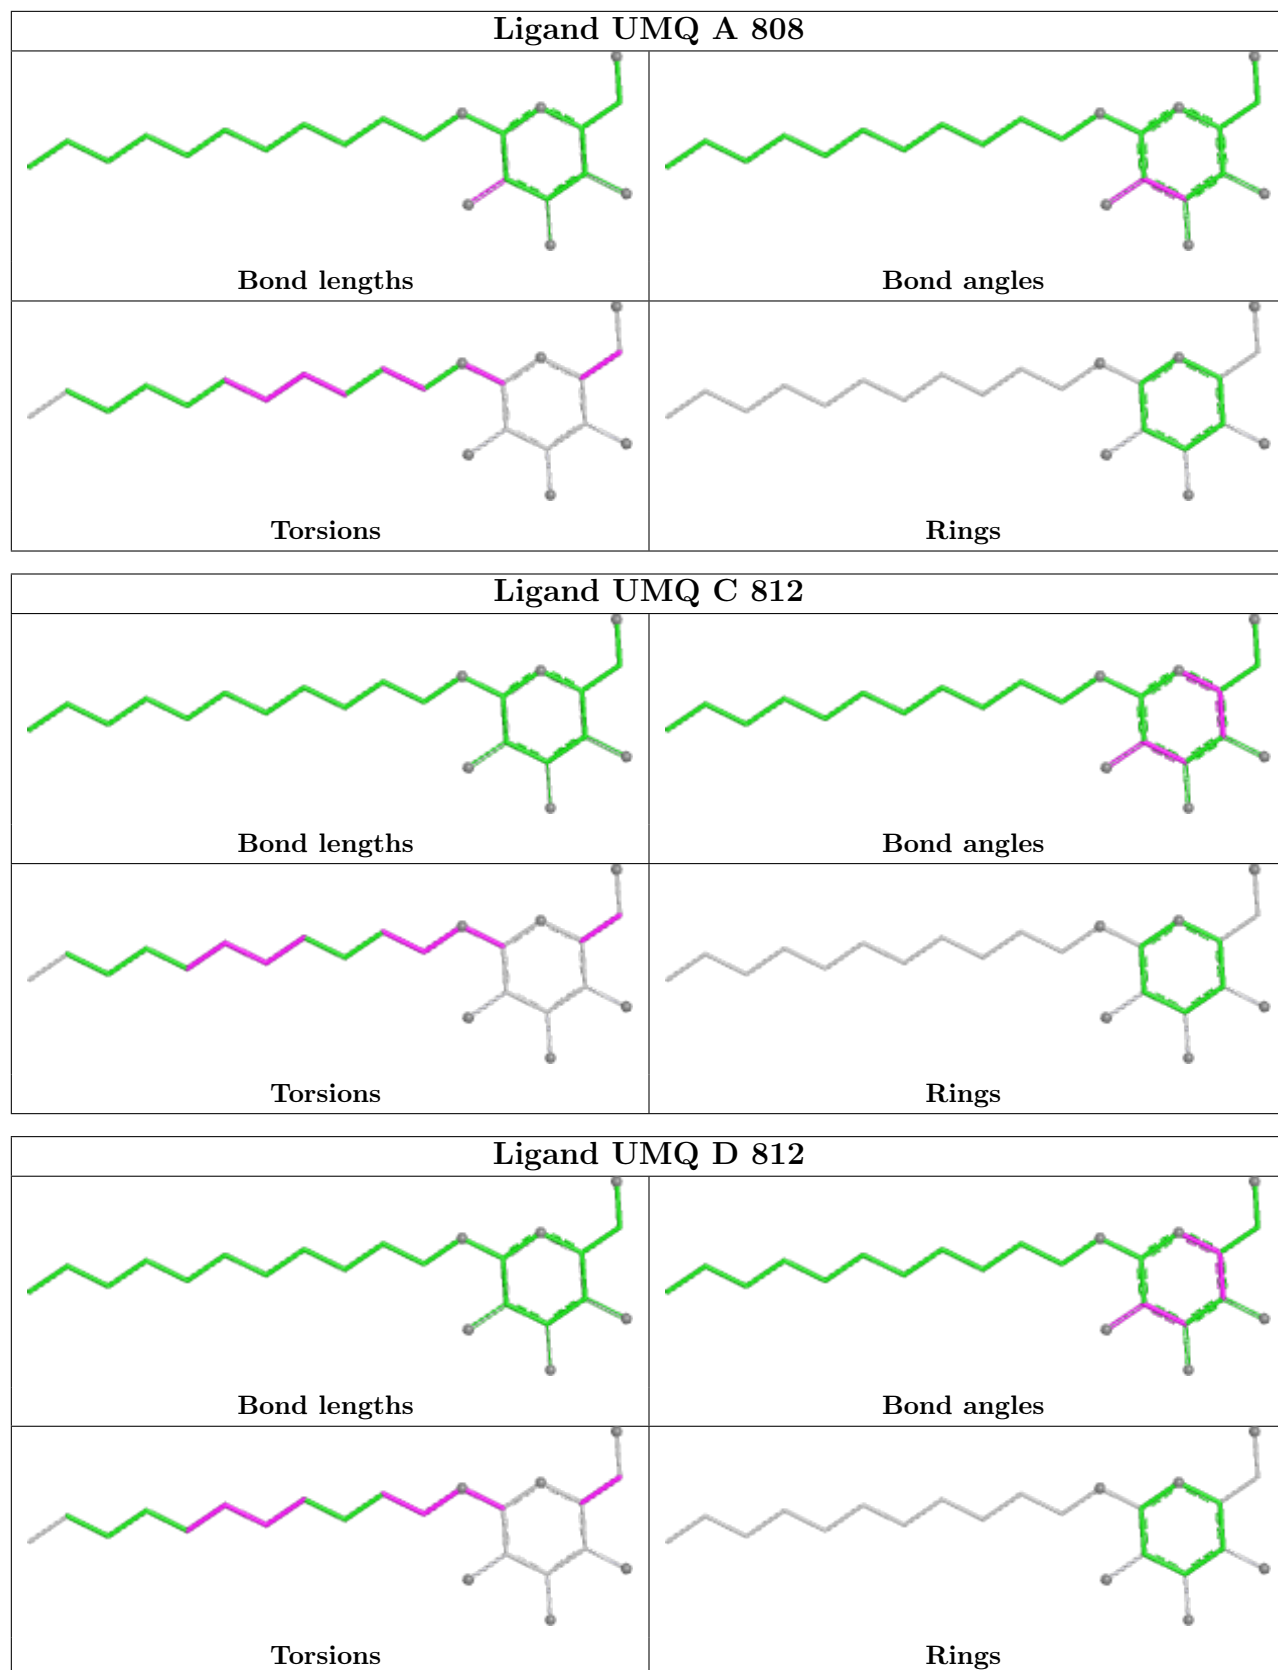 Ligand UMQ A 808
Bond lengths
Bond angles
Torsions
Rings
Ligand UMQ C 812
Bond lengths
Bond angles
Torsions
Rings
Ligand UMQ D 812
Bond lengths
Bond angles
Torsions
Rings